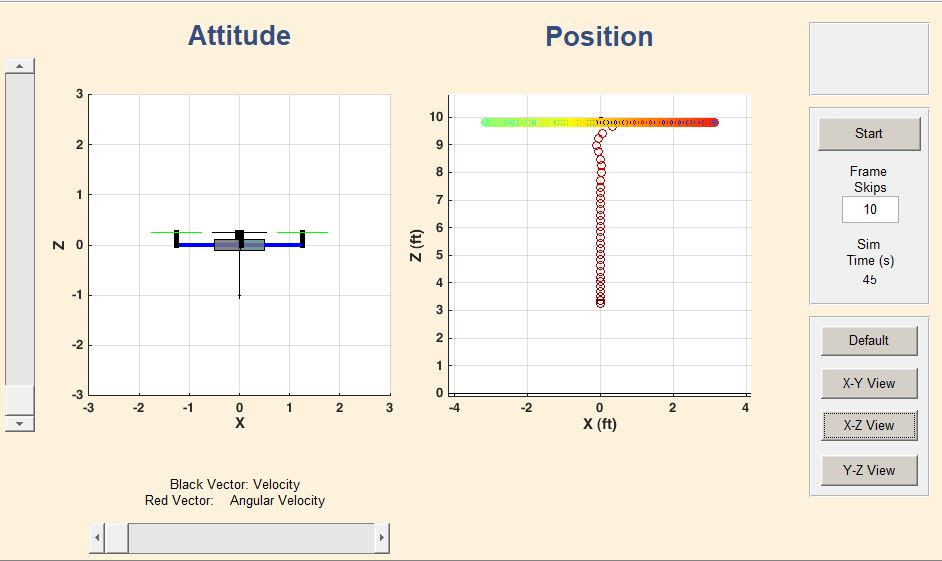 Attitude
Position
3
2
1
0
-1
-2
-3
Z
-3
-2
-1
0
1
2
3
X
10
9
8
7
6
5
4
3
2
1
0
Z (ft)
-4
-2
0
2
4
X (ft)
Start
Frame
Skips
10
Sim
Time (s)
45
Default
X-Y View
X-Z View
Y-Z View
Black Vector: Velocity
Red Vector: Angular Velocity